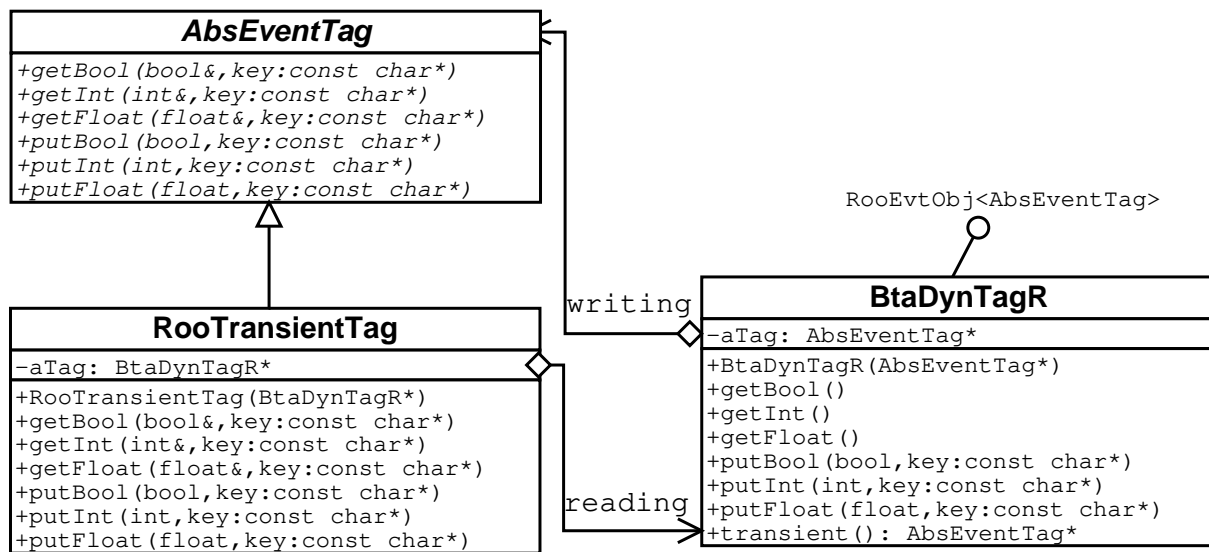 AbsEventTag
+getBool(bool&,key:const char*)
+getInt(int&,key:const char*)
+getFloat(float&,key:const char*)
+putBool(bool,key:const char*)
+putInt(int,key:const char*)
+putFloat(float,key:const char*)
RooEvtObj<AbsEventTag>
writing
RooTransientTag
-aTag: BtaDynTagR*
+RooTransientTag(BtaDynTagR*)
+getBool(bool&,key:const char*)
+getInt(int&,key:const char*)
+getFloat(float&,key:const char*)
+putBool(bool,key:const char*)
+putInt(int,key:const char*)
+putFloat(float,key:const char*)
reading
BtaDynTagR
-aTag: AbsEventTag*
+BtaDynTagR(AbsEventTag*)
+getBool()
+getInt()
+getFloat()
+putBool(bool,key:const char*)
+putInt(int,key:const char*)
+putFloat(float,key:const char*)
+transient(): AbsEventTag*